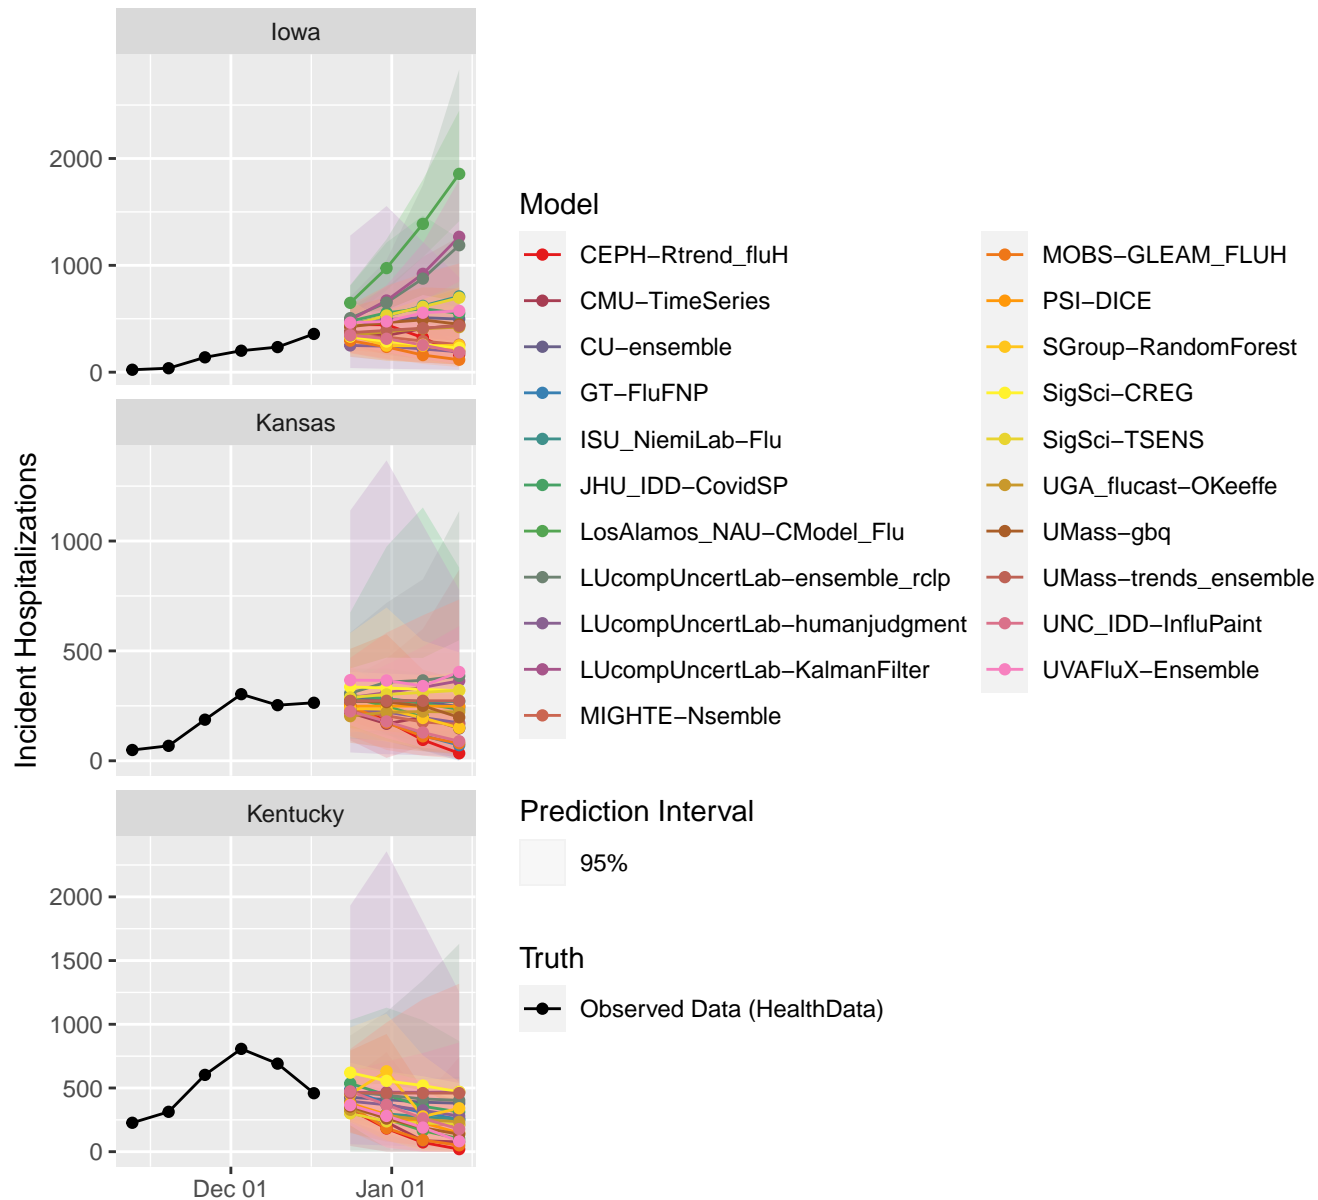 Iowa
2000
1000
0
Kansas
1000
500
0
Kentucky
2000
1500
1000
500
0
Dec 01
Jan 01
Incident Hospitalizations
Model
CEPH−Rtrend_fluH
CMU−TimeSeries
CU−ensemble
GT−FluFNP
ISU_NiemiLab−Flu
JHU_IDD−CovidSP
LosAlamos_NAU−CModel_Flu
LUcompUncertLab−ensemble_rclp
LUcompUncertLab−humanjudgment
LUcompUncertLab−KalmanFilter
MIGHTE−Nsemble
MOBS−GLEAM_FLUH
PSI−DICE
SGroup−RandomForest
SigSci−CREG
SigSci−TSENS
UGA_flucast−OKeeffe
UMass−gbq
UMass−trends_ensemble
UNC_IDD−InfluPaint
UVAFluX−Ensemble
Prediction Interval
95%
Truth
Observed Data (HealthData)